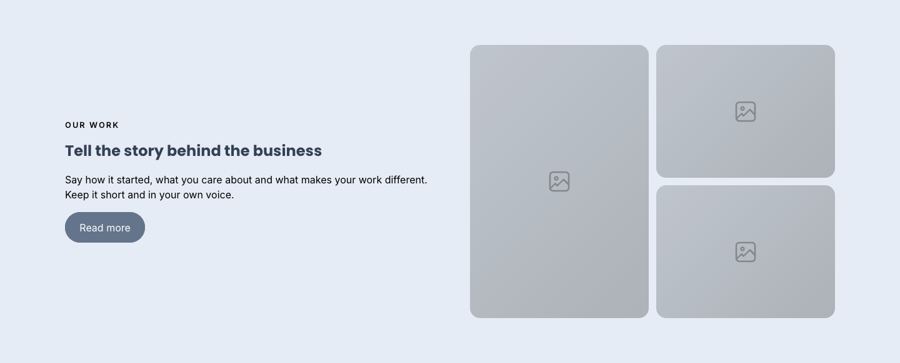 OUR WORK
Tell the story behind the business
Say how it started, what you care about and what makes your work different.
Keep it short and in your own voice.
Read more